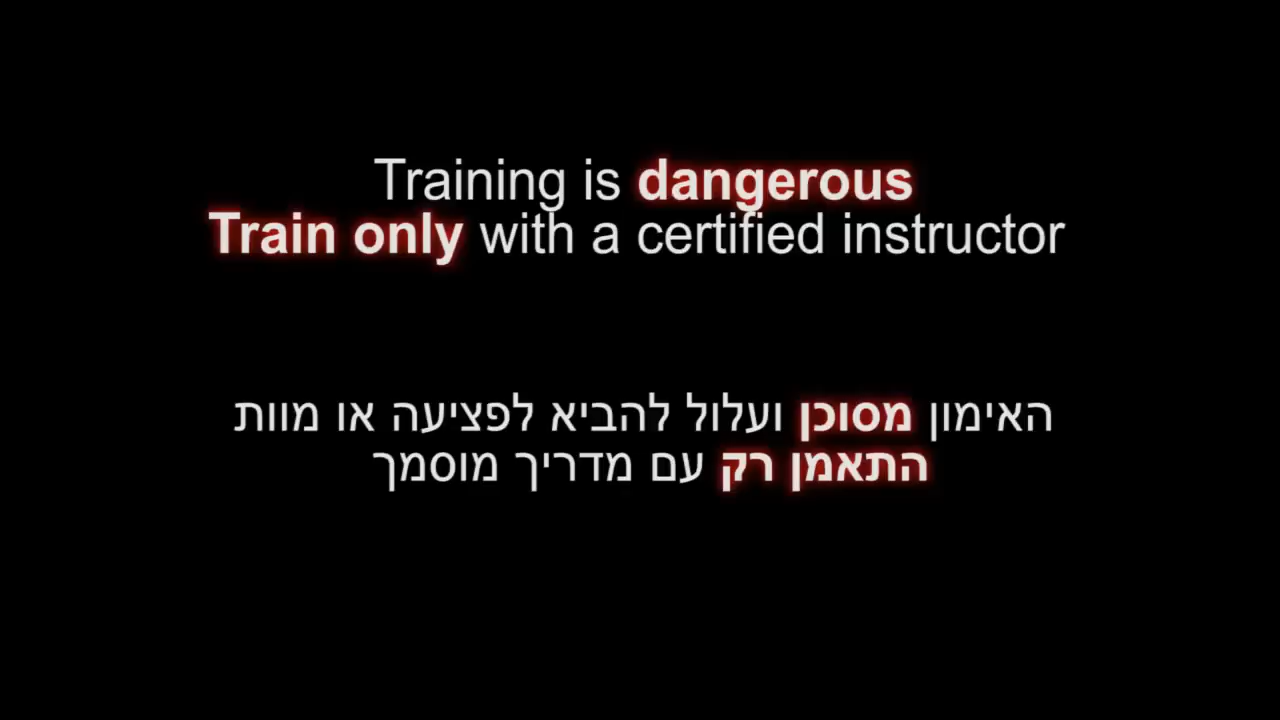 Training is dangerous
Train only with a certified instructor
האימון מסוכן ועלול להביא לפציעה או מוות
התאמן רק עם מדריך מוסמך